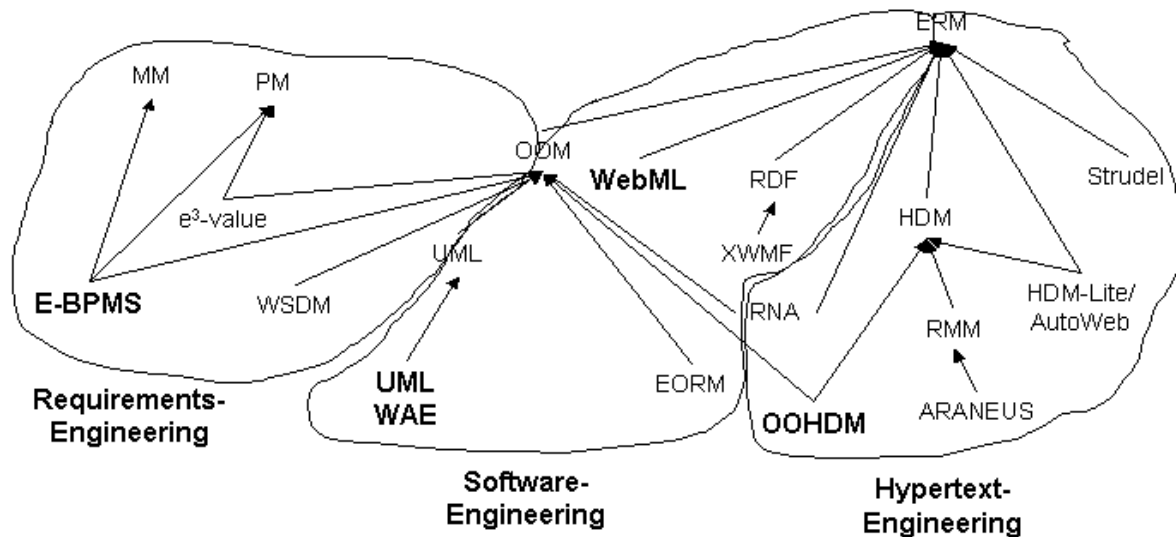 ERM
MM
PM
ODM
WebML
RDF
Strudel
e³-value
HDM
UML
XWMF
E-BPMS
WSDM
RNA
HDM-Lite/
AutoWeb
RMM
UML
WAE
EORM
Requirements-
Engineering
OOHDM
ARANEUS
Software-
Engineering
Hypertext-
Engineering